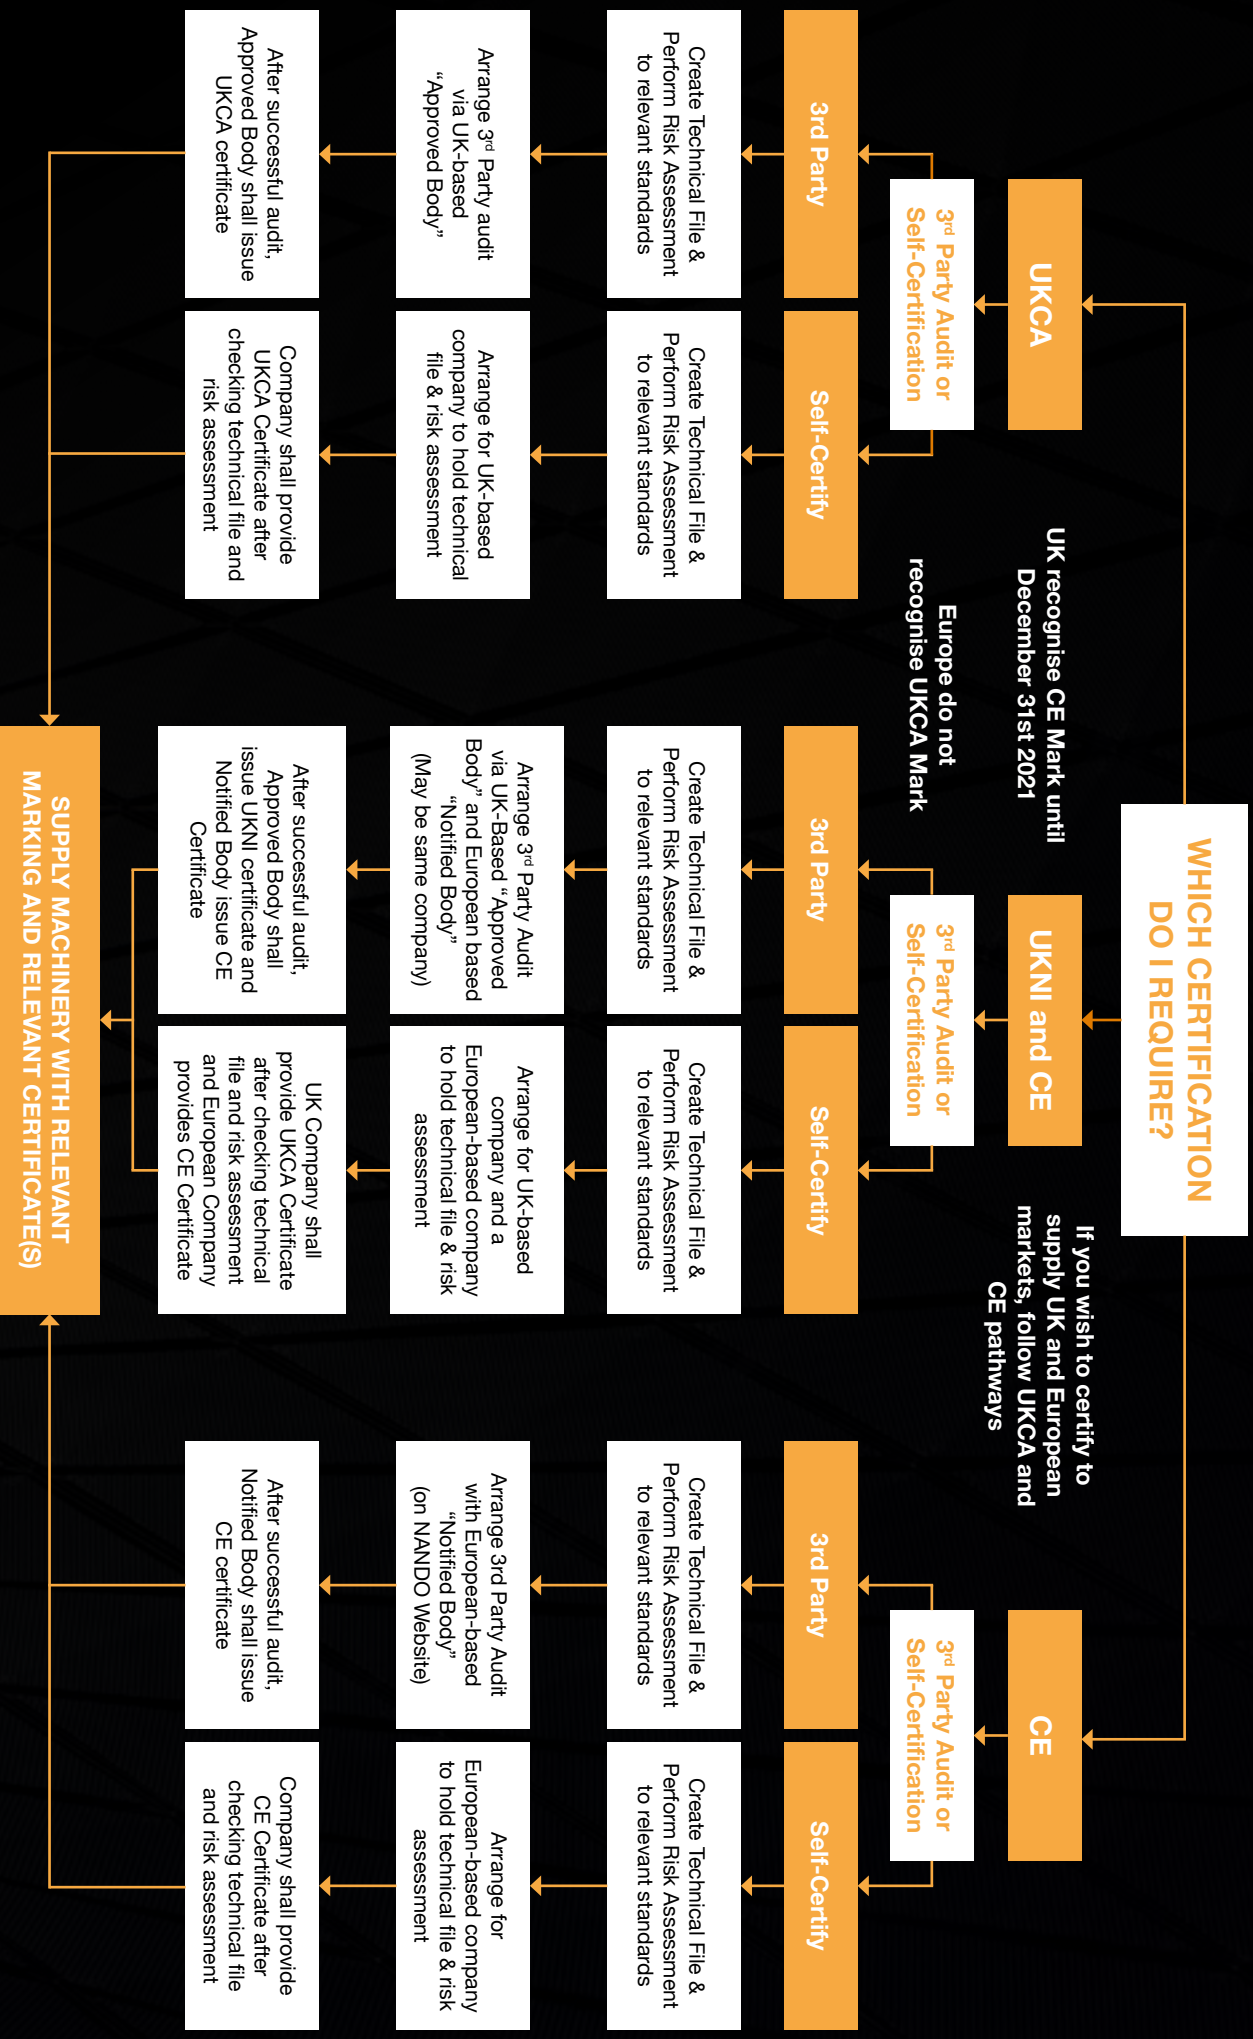 WHICH CERTIFICATION
DO I REQUIRE?
UK recognise CE Mark until
December 31st 2021
Europe do not
recognise UKCA Mark
If you wish to certify to
supply UK and European
markets, follow UKCA and
CE pathways
UKCA
3rd Party Audit or
Self-Certification
3rd Party
Create Technical File &
Perform Risk Assessment
to relevant standards
Arrange 3rd Party audit
via UK-based
“Approved Body”
After successful audit,
Approved Body shall issue
UKCA certificate
Self-Certify
Create Technical File &
Perform Risk Assessment
to relevant standards
Arrange for UK-based
company to hold technical
file & risk assessment
Company shall provide
UKCA Certificate after
checking technical file and
risk assessment
UKNI and CE
3rd Party Audit or
Self-Certification
3rd Party
Create Technical File &
Perform Risk Assessment
to relevant standards
Arrange 3rd Party Audit
via UK-Based “Approved
Body” and European based
“Notified Body”
(May be same company)
After successful audit,
Approved Body shall
issue UKNI certificate and
Notified Body issue CE
Certificate
Self-Certify
Create Technical File &
Perform Risk Assessment
to relevant standards
Arrange for UK-based
company and a
European-based company
to hold technical file & risk
assessment
UK Company shall
provide UKCA Certificate
after checking technical
file and risk assessment
and European Company
provides CE Certificate
CE
3rd Party Audit or
Self-Certification
3rd Party
Create Technical File &
Perform Risk Assessment
to relevant standards
Arrange 3rd Party Audit
with European-based
“Notified Body”
(on NANDO Website)
After successful audit,
Notified Body shall issue
CE certificate
Self-Certify
Create Technical File &
Perform Risk Assessment
to relevant standards
Arrange for
European-based company
to hold technical file & risk
assessment
Company shall provide
CE Certificate after
checking technical file
and risk assessment
SUPPLY MACHINERY WITH RELEVANT
MARKING AND RELEVANT CERTIFICATE(S)